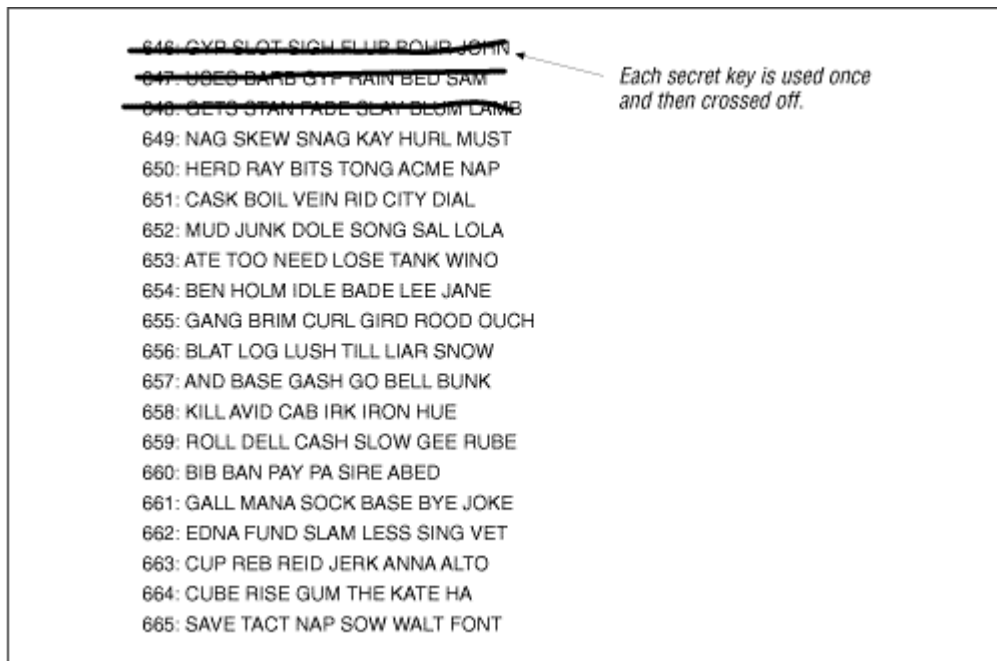 646: GYP SLOT SIGH FLUB BOHR JOHN
647: USES BARB GYP RAIN BED SAM
648: GETS STAN FADE SLAY BLUM LAMB
Each secret key is used once
and then crossed off.
649: NAG SKEW SNAG KAY HURL MUST
650: HERD RAY BITS TONG ACME NAP
651: CASK BOIL VEIN RID CITY DIAL
652: MUD JUNK DOLE SONG SAL LOLA
653: ATE TOO NEED LOSE TANK WINO
654: BEN HOLM IDLE BADE LEE JANE
655: GANG BRIM CURL GIRD ROOD OUCH
656: BLAT LOG LUSH TILL LIAR SNOW
657: AND BASE GASH GO BELL BUNK
658: KILL AVID CAB IRK IRON HUE
659: ROLL DELL CASH SLOW GEE RUBE
660: BIB BAN PAY PA SIRE ABED
661: GALL MANA SOCK BASE BYE JOKE
662: EDNA FUND SLAM LESS SING VET
663: CUP REB REID JERK ANNA ALTO
664: CUBE RISE GUM THE KATE HA
665: SAVE TACT NAP SOW WALT FONT